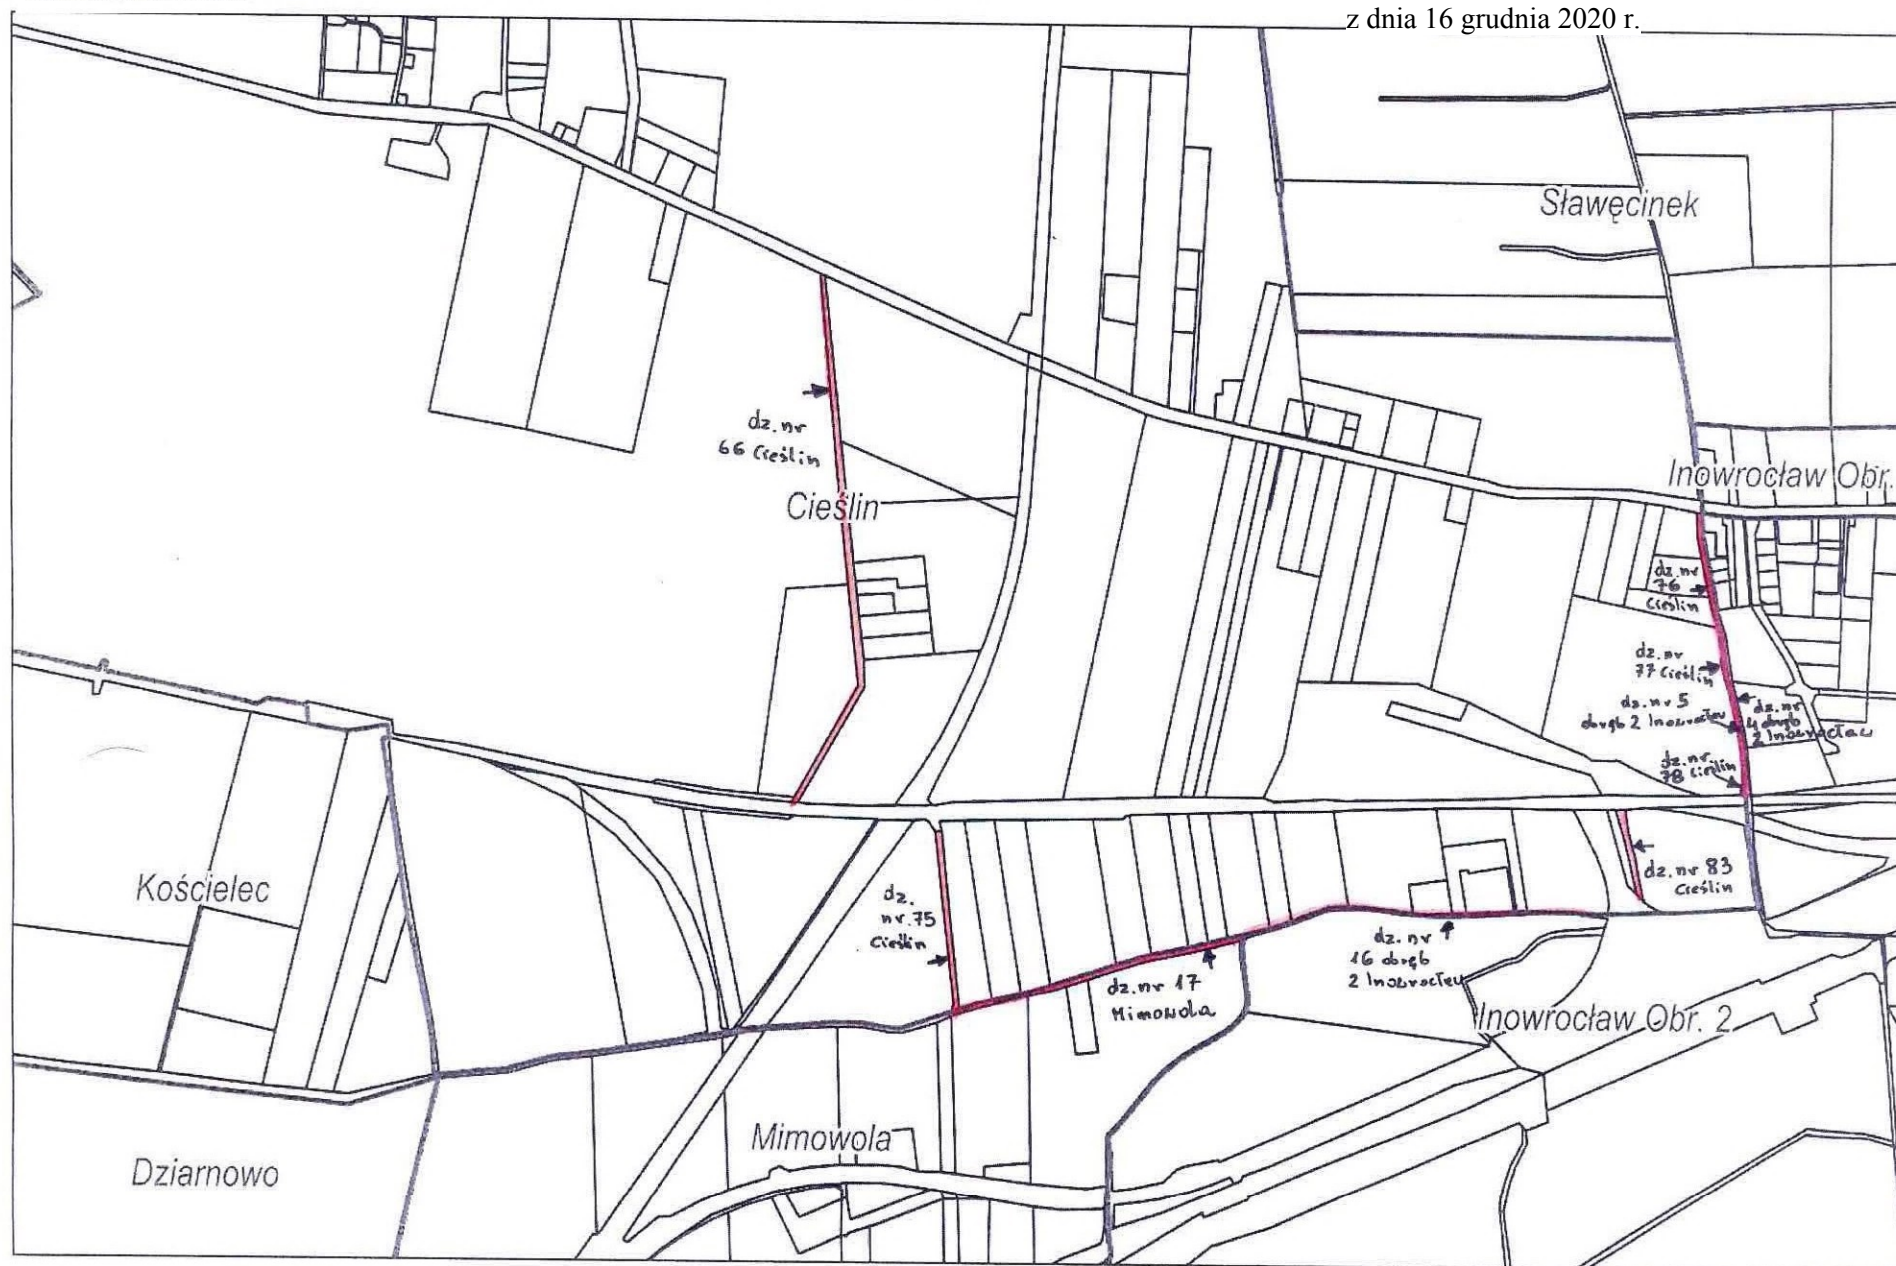 z dnia 16 grudnia 2020 r.
Sławęcinek
dz. nr
66 Cieślin
Cieślin
Inowrocław Obr.
dz. nr
76
Cieślin
dz. nr
77 Cieślin
dz. nr 5
obręb 2 Inowrocław
dz. nr
4 obręb
2 Inowrocław
dz. nr
78 Cieślin
dz. nr 83
Cieślin
Kościelec
dz.
nr 75
Cieślin
dz. nr
16 obręb
2 Inowrocław
dz. nr 17
Mimowola
Inowrocław Obr. 2
Mimowola
Dziarnowo